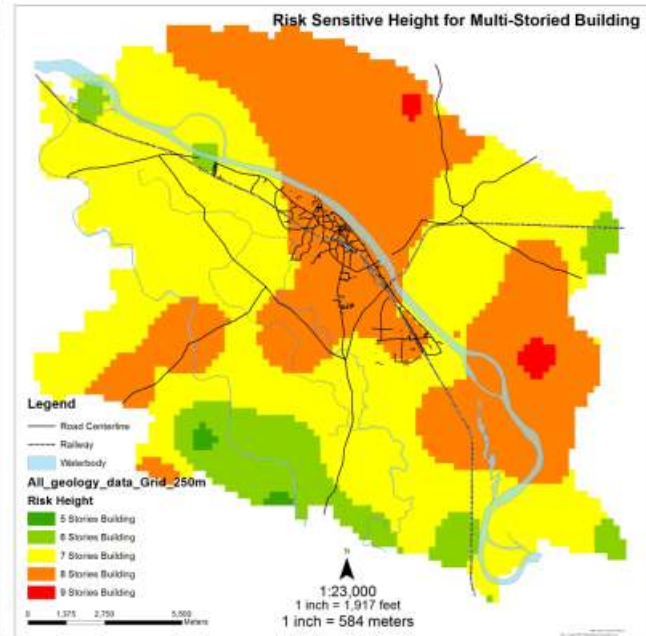 Risk Sensitive Height for Multi-Storied Building
Legend
Road Centerline
Railway
Waterbody
All_geology_data_Grid_250m
Risk Height
5 Stories Building
6 Stories Building
7 Stories Building
8 Stories Building
9 Stories Building
0 1,375 2,750 5,500
Meters
N
1:23,000
1 inch = 1,917 feet
1 inch = 584 meters